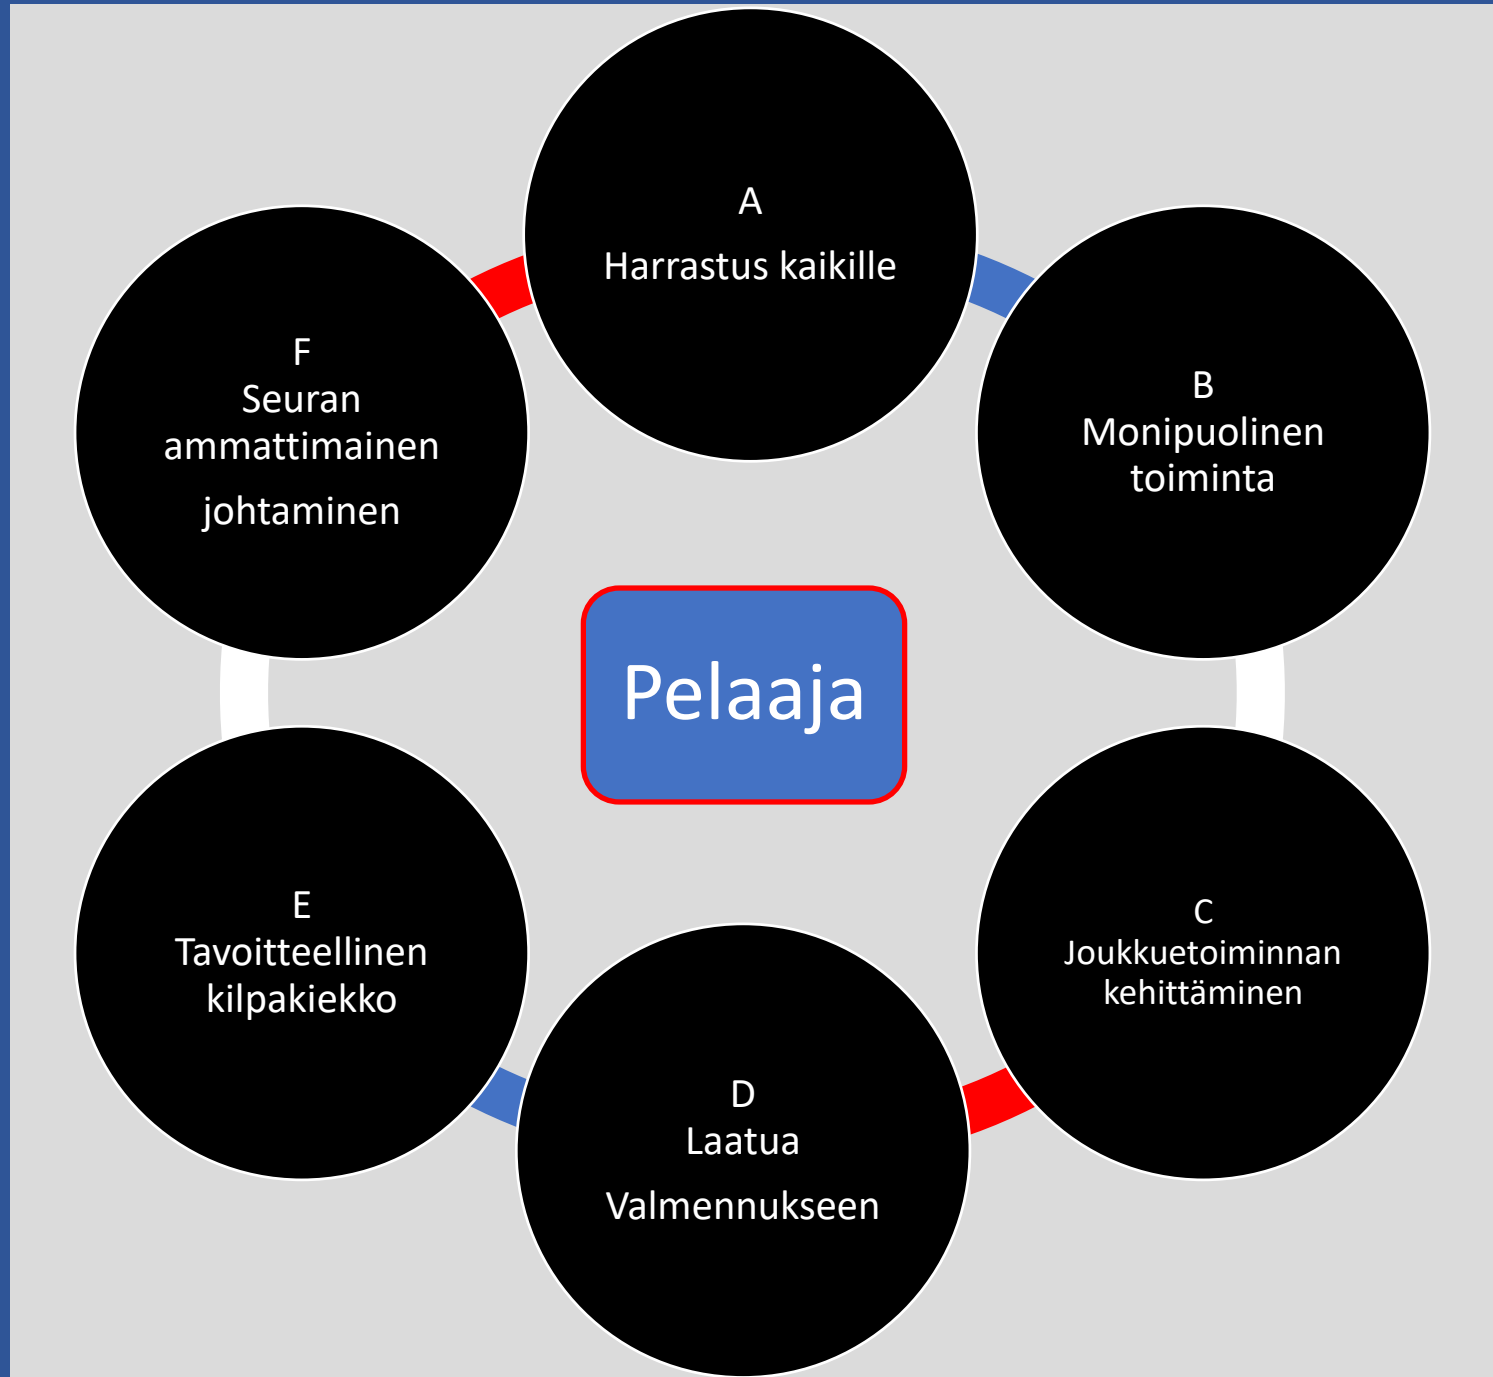 A
Harrastus kaikille
B
Monipuolinen
toiminta
C
Joukkuetoiminnan
kehittäminen
D
Laatua
Valmennukseen
E
Tavoitteellinen
kilpakiekko
F
Seuran
ammattimainen
johtaminen
Pelaaja